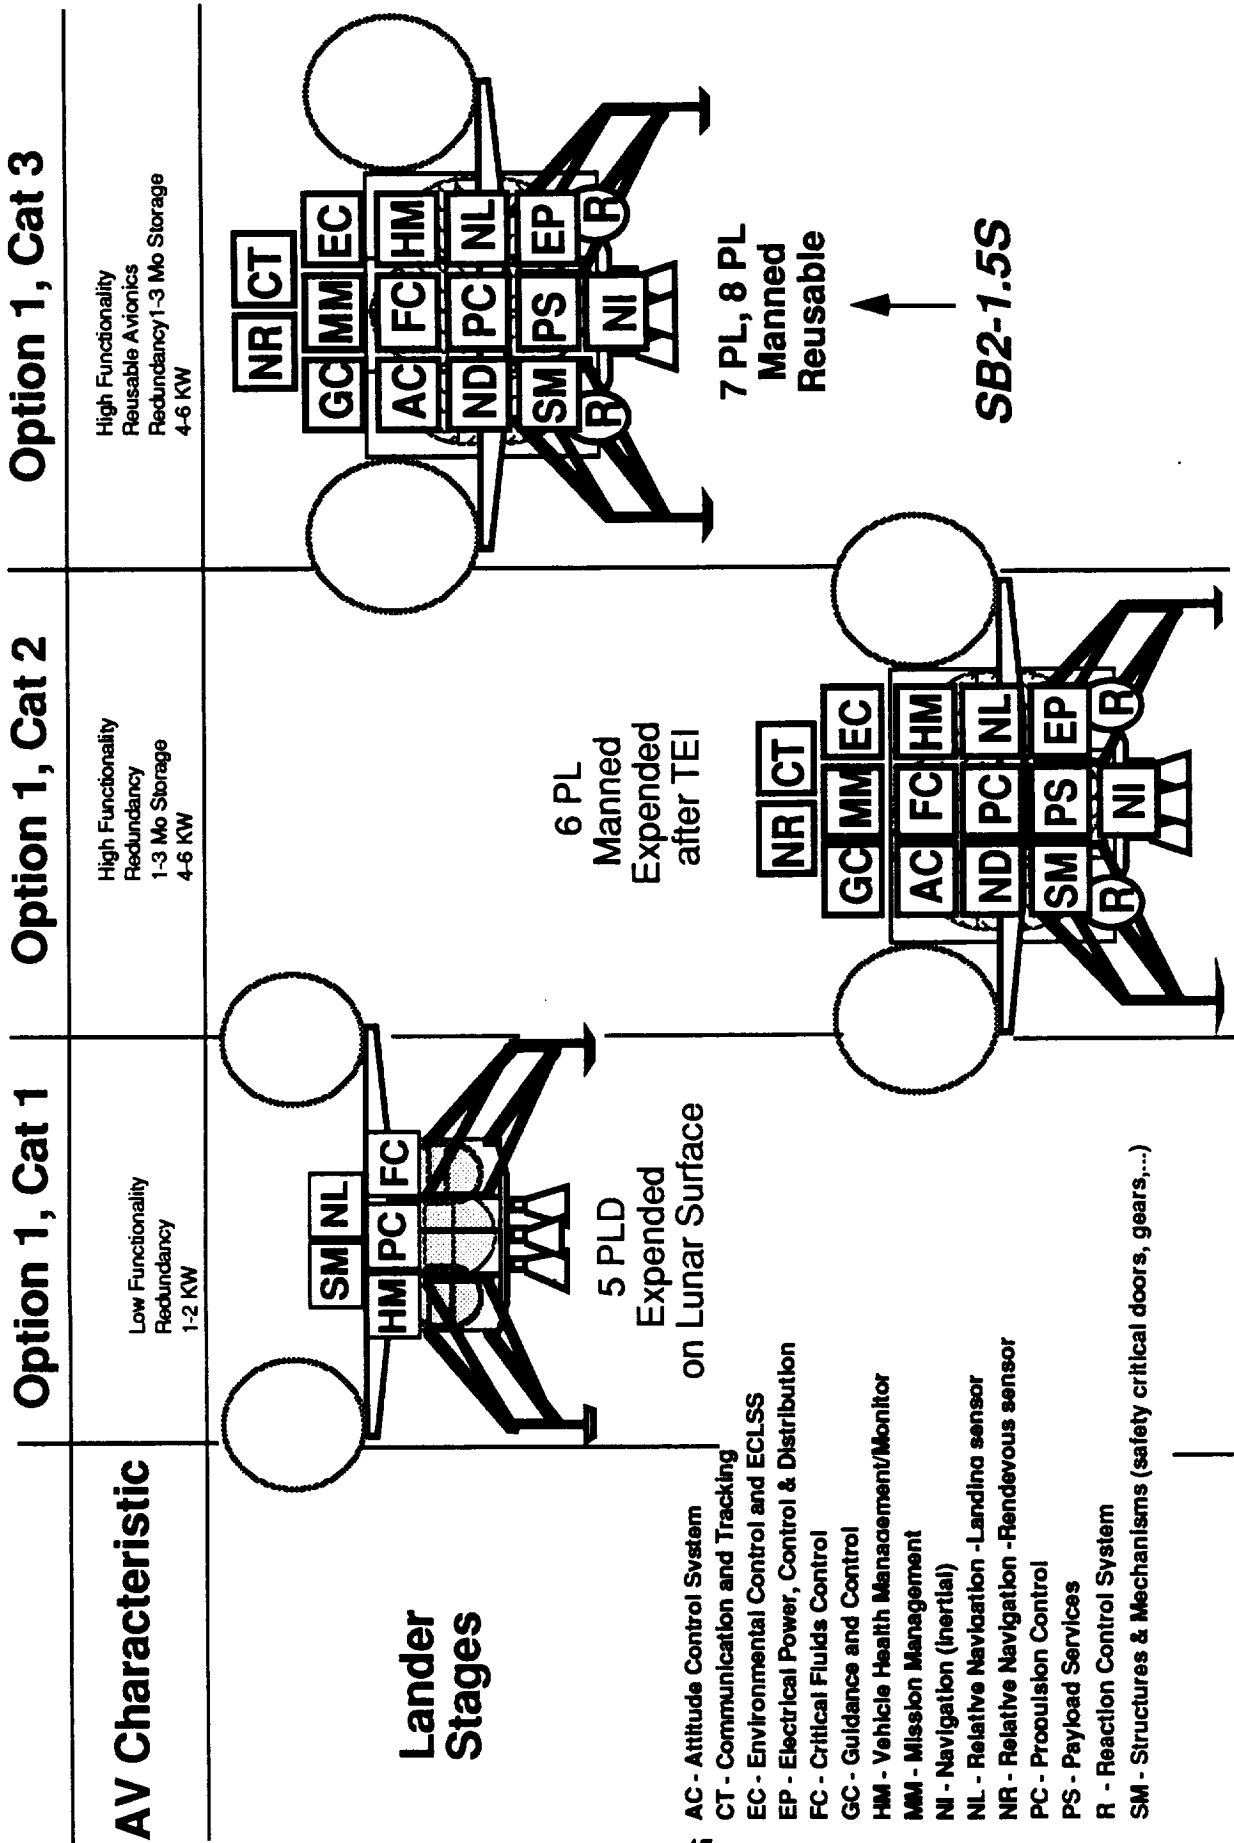 AV Characteristic
Option 1, Cat 1
Option 1, Cat 2
Option 1, Cat 3
Low Functionality
Redundancy
1-2 KW
High Functionality
Redundancy
1-3 Mo Storage
4-6 KW
High Functionality
Reusable Avionics
Redundancy1-3 Mo Storage
4-6 KW
Lander
Stages
SM NL
HM PC FC
5 PLD
Expended
on Lunar Surface
6 PL
Manned
Expended
after TEI
NR CT
GC MM EC
AC FC HM
ND PC NL
SM PS EP
R NI R
NR CT
GC MM EC
AC FC HM
ND PC NL
SM PS EP
R NI R
7 PL, 8 PL
Manned
Reusable
SB2-1.5S
AC - Attitude Control System
CT - Communication and Tracking
EC - Environmental Control and ECLSS
EP - Electrical Power, Control & Distribution
FC - Critical Fluids Control
GC - Guidance and Control
HM - Vehicle Health Management/Monitor
MM - Mission Management
NI - Navigation (Inertial)
NL - Relative Navigation -Landing sensor
NR - Relative Navigation -Rendevous sensor
PC - Propulsion Control
PS - Payload Services
R - Reaction Control System
SM - Structures & Mechanisms (safety critical doors, gears,...)